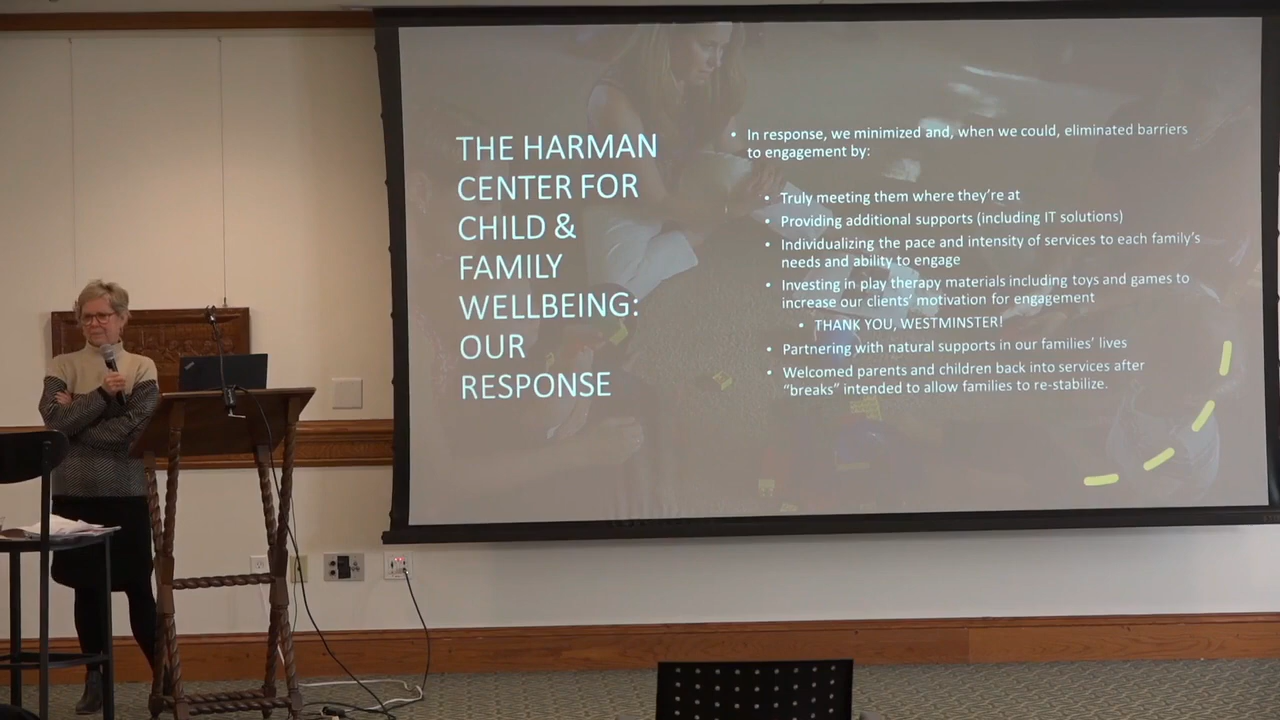 THE HARMAN
CENTER FOR
CHILD &
FAMILY
WELLBEING:
OUR
RESPONSE
• In response, we minimized and, when we could, eliminated barriers
to engagement by:
• Truly meeting them where they're at
• Providing additional supports (including IT solutions)
• Individualizing the pace and intensity of services to each family's
needs and ability to engage
• Investing in play therapy materials including toys and games to
increase our clients' motivation for engagement
• THANK YOU, WESTMINSTER!
• Partnering with natural supports in our families' lives
• Welcomed parents and children back into services after
"breaks" intended to allow families to re-stabilize.